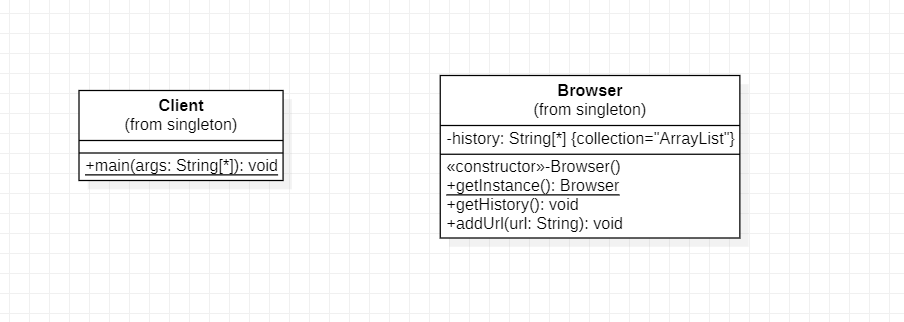 Client
(from singleton)
+main(args: String[*]): void
Browser
(from singleton)
-history: String[*] {collection="ArrayList"}
«constructor»-Browser()
+getInstance(): Browser
+getHistory(): void
+addUrl(url: String): void